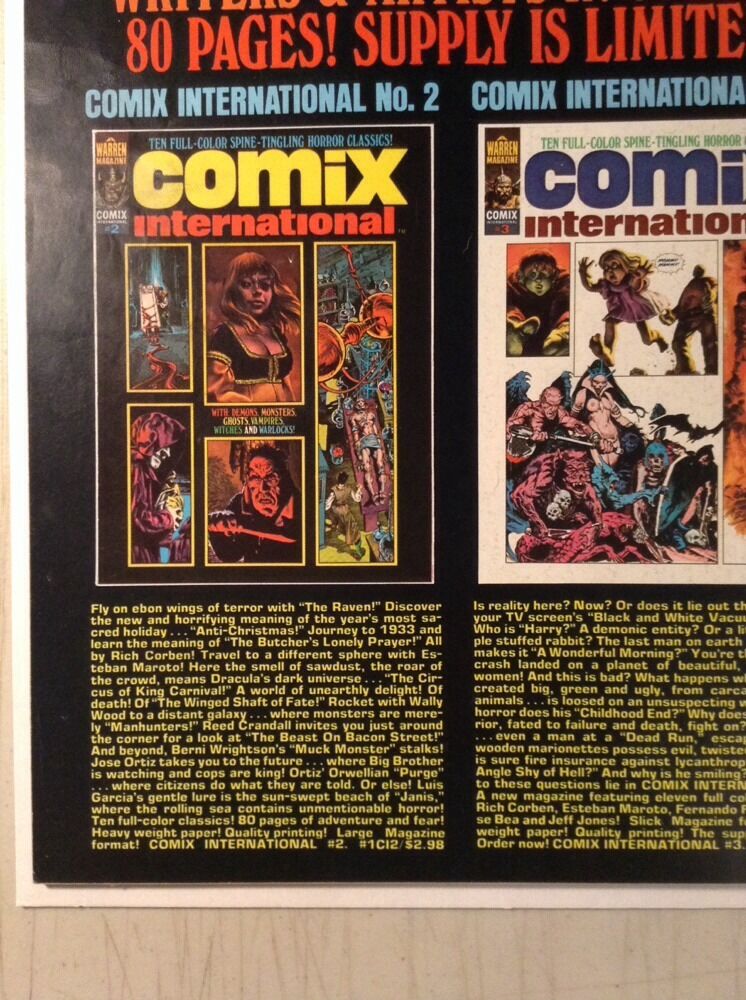 WRITERS & ARTISTS IN
80 PAGES! SUPPLY IS LIMITE
COMIX INTERNATIONAL No. 2
WARREN
MAGAZINE
COMIX
INTERNATIONAL
#2
TEN FULL-COLOR SPINE-TINGLING HORROR CLASSICS!
comix
international
TM
WITH: DEMONS, MONSTERS,
GHOSTS, VAMPIRES,
WITCHES AND WARLOCKS!
Fly on ebon wings of terror with "The Raven!" Discover
the new and horrifying meaning of the year's most sa-
cred holiday . . . "Anti-Christmas!" Journey to 1933 and
learn the meaning of "The Butcher's Lonely Prayer!" All
by Rich Corben! Travel to a different sphere with Es-
teban Maroto! Here the smell of sawdust, the roar of
the crowd, means Dracula's dark universe . . . "The Cir-
cus of King Carnival!" A world of unearthly delight! Of
death! Of "The Winged Shaft of Fate!" Rocket with Wally
Wood to a distant galaxy . . . where monsters are mere-
ly "Manhunters!" Reed Crandall invites you just around
the corner for a look at "The Beast On Bacon Street!"
And beyond, Berni Wrightson's "Muck Monster" stalks!
Jose Ortiz takes you to the future . . . where Big Brother
is watching and cops are king! Ortiz' Orwellian "Purge"
. . . where citizens do what they are told. Or else! Luis
Garcia's gentle lure is the sun-swept beach of "Janis,"
where the rolling sea contains unmentionable horror!
Ten full-color classics! 80 pages of adventure and fear!
Heavy weight paper! Quality printing! Large Magazine
format! COMIX INTERNATIONAL #2. #1CI2/$2.98
COMIX INTERNATIONA
WARREN
MAGAZINE
COMIX
INTERNATIONAL
#3
TEN FULL-COLOR SPINE-TINGLING HORROR
comi
internation
Is reality here? Now? Or does it lie out th
your TV screen's "Black and White Vacu
Who is "Harry?" A demonic entity? Or a li
ple stuffed rabbit? The last man on earth
makes it "A Wonderful Morning?" You're th
crash landed on a planet of beautiful,
women! And this is bad? What happens wh
created big, green and ugly, from carca
animals . . . is loosed on an unsuspecting w
horror does his "Childhood End?" Why does
rior, fated to failure and death, fight on?
. . . even a man at a "Dead Run," escap
wooden marionettes possess evil, twiste
is sure fire insurance against lycanthrop
Angle Shy of Hell?" And why is he smiling?
to these questions lie in COMIX INTERN
A new magazine featuring eleven full co
Rich Corben, Esteban Maroto, Fernando F
se Bea and Jeff Jones! Slick Magazine f
weight paper! Quality printing! The sup
Order now! COMIX INTERNATIONAL #3.